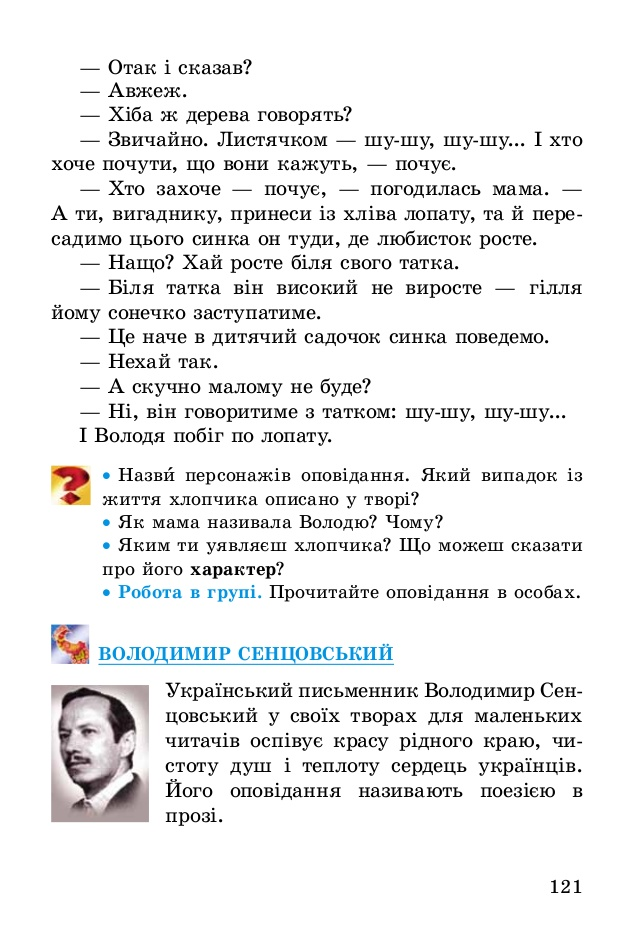 — Отак і сказав?
— Авжеж.
— Хіба ж дерева говорять?
— Звичайно. Листячком — шу-шу, шу-шу... І хто
хоче почути, що вони кажуть, — почує.
— Хто захоче — почує, — погодилась мама. —
А ти, вигаднику, принеси із хліва лопату, та й пере-
садимо цього синка он туди, де любисток росте.
— Нащо? Хай росте біля свого татка.
— Біля татка він високий не виросте — гілля
йому сонечко заступатиме.
— Це наче в дитячий садочок синка поведемо.
— Нехай так.
— А скучно малому не буде?
— Ні, він говоритиме з татком: шу-шу, шу-шу...
І Володя побіг по лопату.
• Назви́ персонажів оповідання. Який випадок із
життя хлопчика описано у творі?
• Як мама називала Володю? Чому?
• Яким ти уявляєш хлопчика? Що можеш сказати
про його характер?
• Робота в групі. Прочитайте оповідання в особах.
ВОЛОДИМИР СЕНЦОВСЬКИЙ
Український письменник Володимир Сен-
цовський у своїх творах для маленьких
читачів оспівує красу рідного краю, чи-
стоту душ і теплоту сердець українців.
Його оповідання називають поезією в
прозі.
121